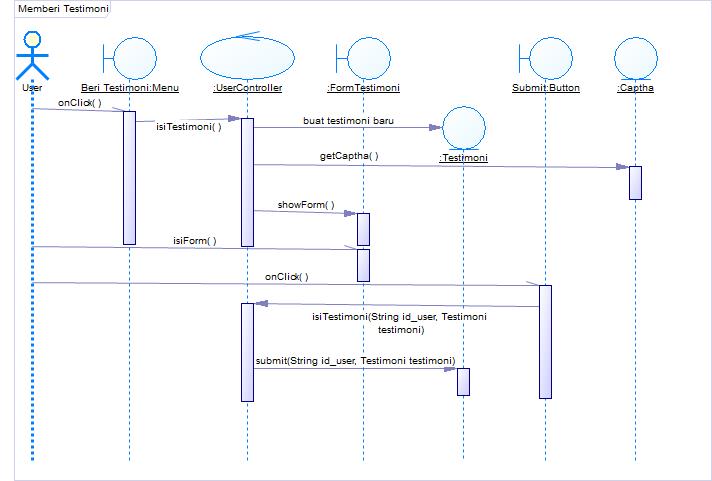 Memberi Testimoni
User
Beri Testimoni:Menu
:UserController
:FormTestimoni
Submit:Button
:Captha
onClick( )
isiTestimoni( )
buat testimoni baru
:Testimoni
getCaptha( )
showForm( )
isiForm( )
onClick( )
isiTestimoni(String id_user, Testimoni
testimoni)
submit(String id_user, Testimoni testimoni)